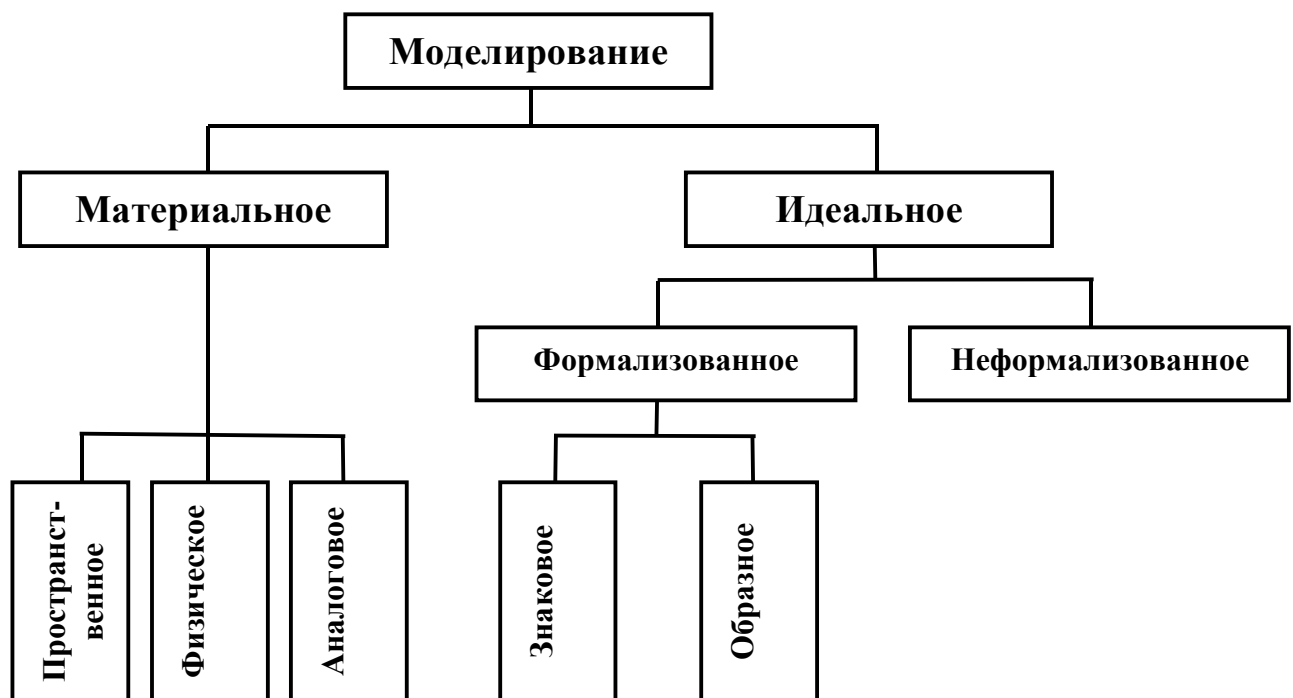 Моделирование
Материальное
Идеальное
Формализованное
Неформализованное
Пространст-
венное
Физическое
Аналоговое
Знаковое
Образное